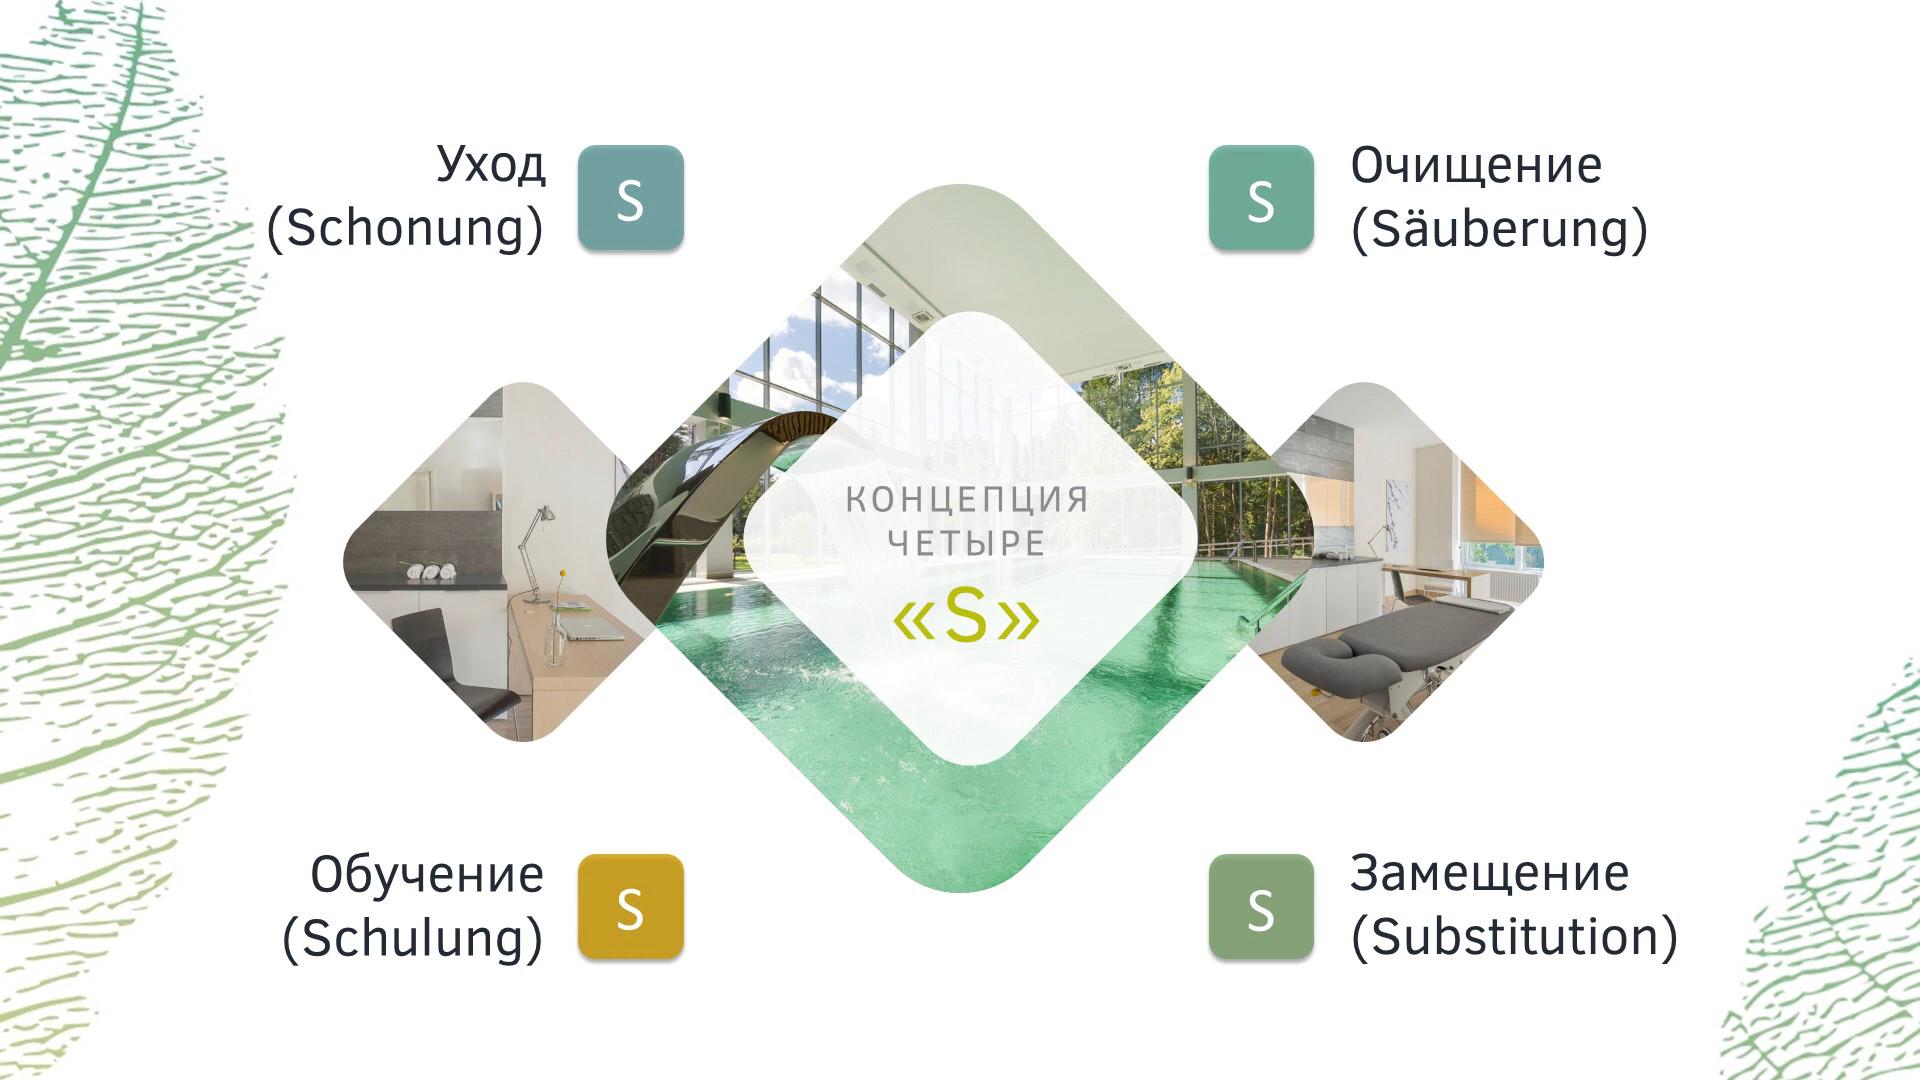 Уход
(Schonung)
S
S
Очищение
(Säuberung)
КОНЦЕПЦИЯ
ЧЕТЫРЕ
«S»
Обучение
(Schulung)
S
S
Замещение
(Substitution)